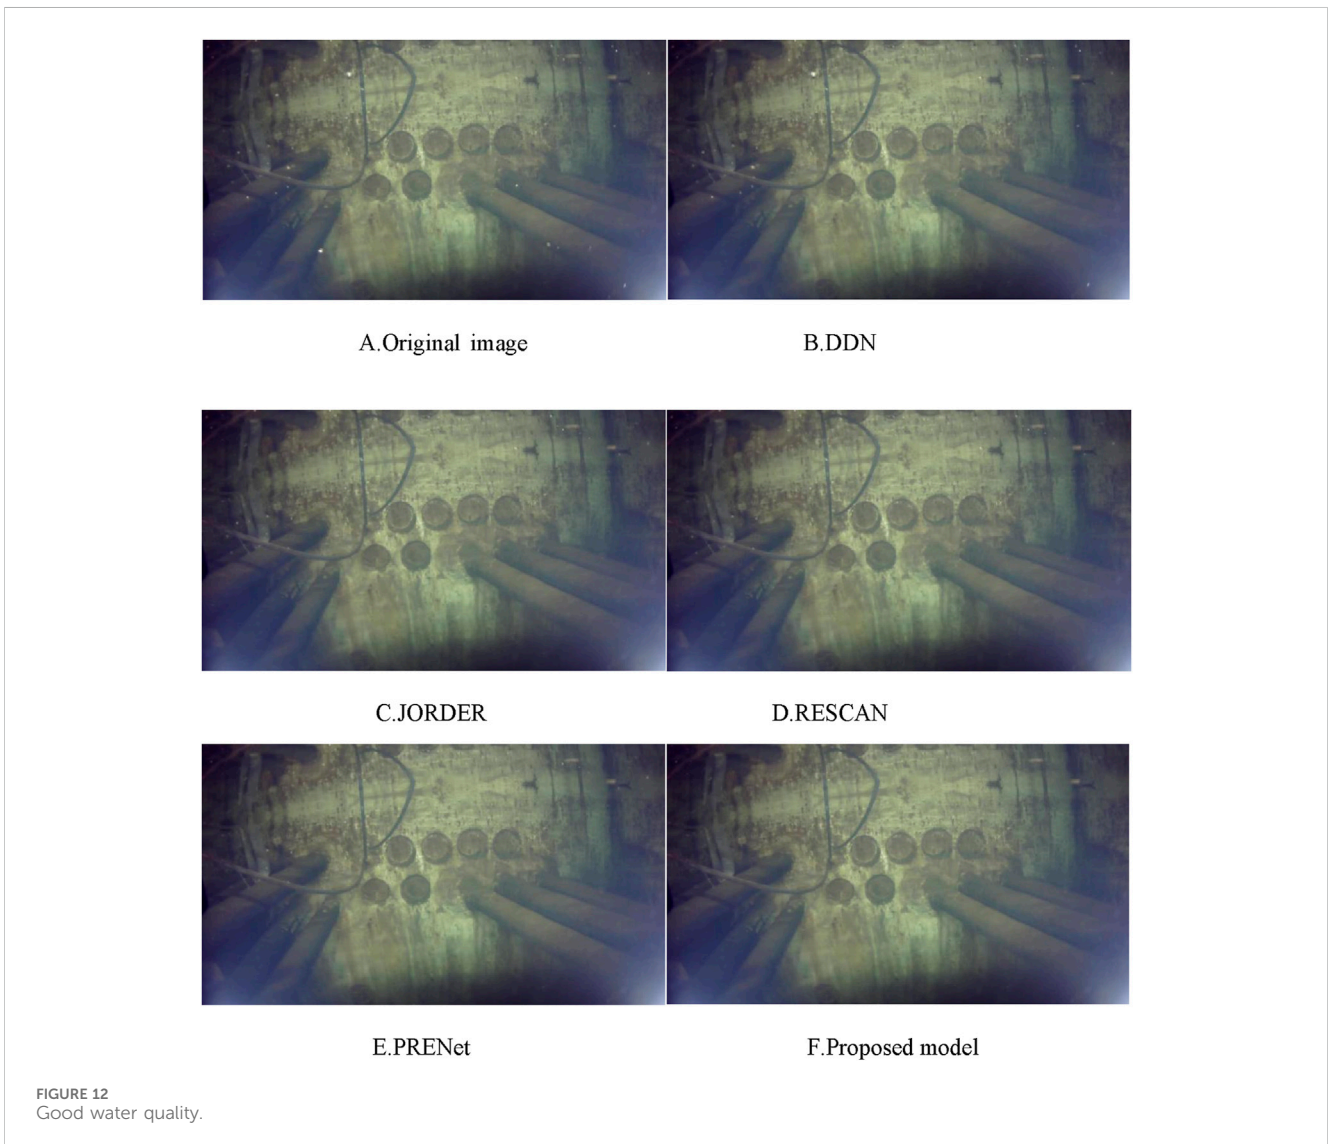 A.Original image
B.DDN
C.JORDER
D.RESCAN
E.PRENet
F.Proposed model
FIGURE 12
Good water quality.